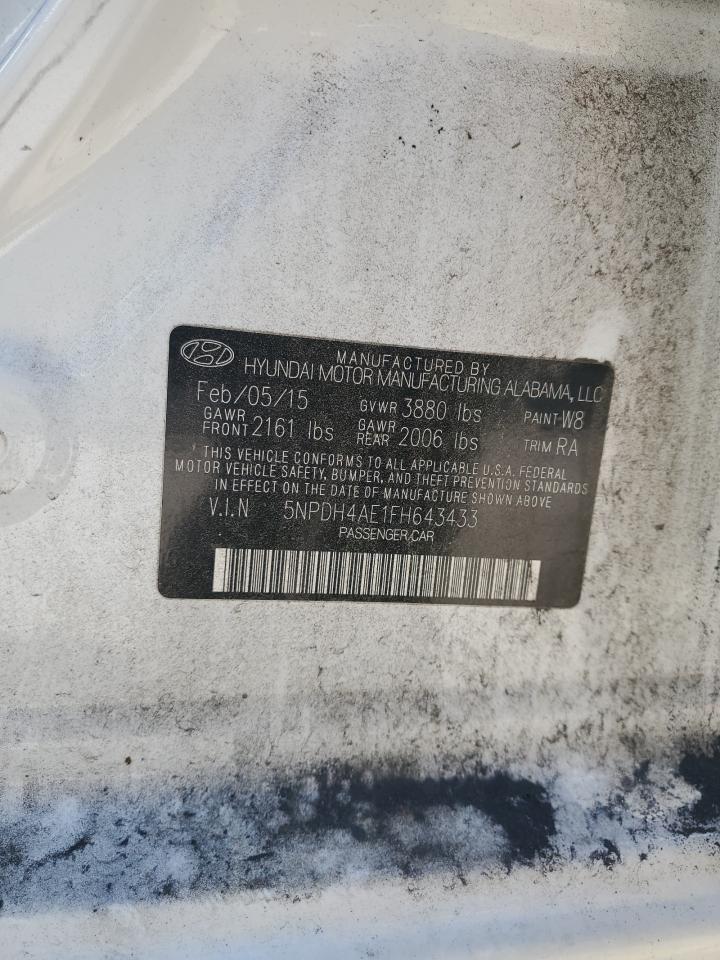 MANUFACTURED BY
HYUNDAI MOTOR MANUFACTURING ALABAMA, LLC
Feb/05/15 GVWR 3880 lbs PAINT W8
GAWR FRONT 2161 lbs GAWR REAR 2006 lbs TRIM RA
THIS VEHICLE CONFORMS TO ALL APPLICABLE U.S.A. FEDERAL
MOTOR VEHICLE SAFETY, BUMPER, AND THEFT PREVENTION STANDARDS
IN EFFECT ON THE DATE OF MANUFACTURE SHOWN ABOVE
V.I.N 5NPDH4AE1FH643433
PASSENGER CAR